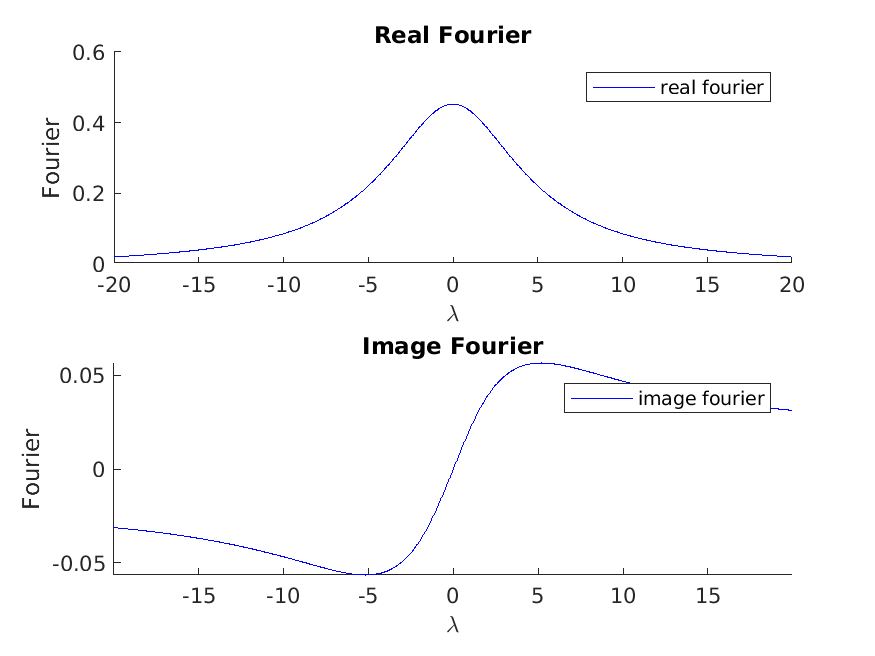 Real Fourier
0.6
real fourier
0.4
Fourier
0.2
0
-20 -15 -10 -5 0 5 10 15 20
λ
Image Fourier
0.05
image fourier
Fourier
0
-0.05
-15 -10 -5 0 5 10 15
λ